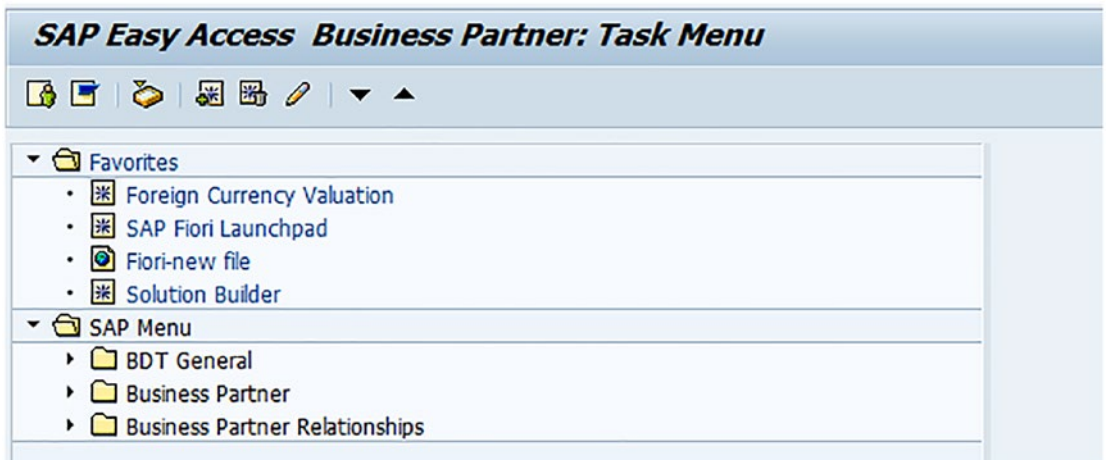 SAP Easy Access Business Partner: Task Menu
Favorites
Foreign Currency Valuation
SAP Fiori Launchpad
Fiori-new file
Solution Builder
SAP Menu
BDT General
Business Partner
Business Partner Relationships